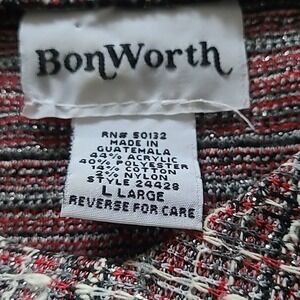 BonWorth
RN# 50132
MADE IN
GUATEMALA
44% ACRYLIC
40% POLYESTER
14% COTTON
2% NYLON
STYLE 24428
L LARGE
REVERSE FOR CARE